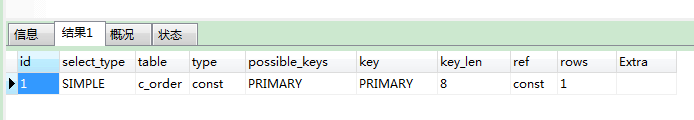 信息 结果1 概况 状态
id select_type table type possible_keys key key_len ref rows Extra
1 SIMPLE c_order const PRIMARY PRIMARY 8 const 1